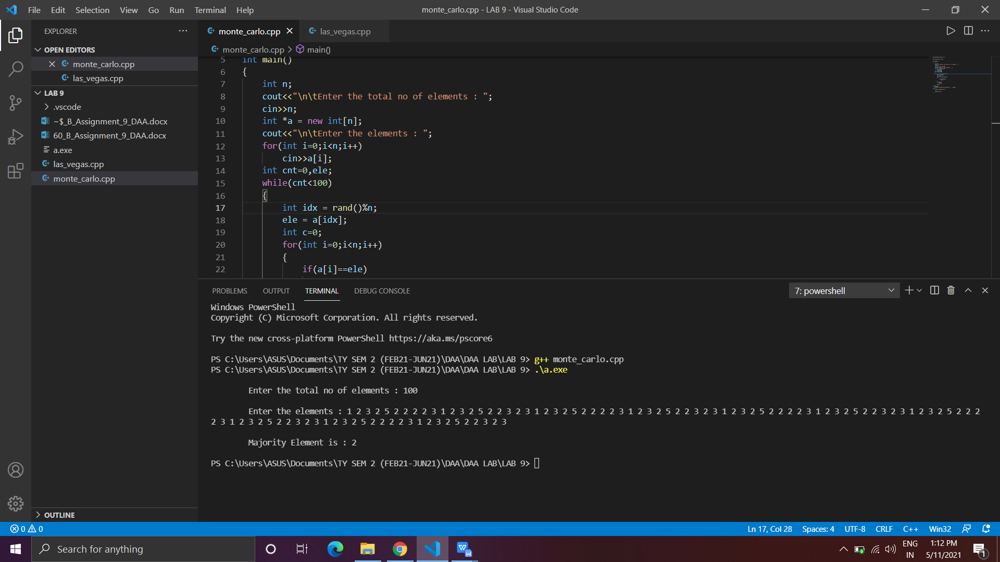 File Edit Selection View Go Run Terminal Help
monte_carlo.cpp - LAB 9 - Visual Studio Code
EXPLORER
OPEN EDITORS
monte_carlo.cpp
las_vegas.cpp
LAB 9
.vscode
~$_B_Assignment_9_DAA.docx
60_B_Assignment_9_DAA.docx
a.exe
las_vegas.cpp
monte_carlo.cpp
OUTLINE
monte_carlo.cpp
las_vegas.cpp
monte_carlo.cpp > main()
5 int main()
6 {
7 int n;
8 cout<<"\n\tEnter the total no of elements : ";
9 cin>>n;
10 int *a = new int[n];
11 cout<<"\n\tEnter the elements : ";
12 for(int i=0;i<n;i++)
13 cin>>a[i];
14 int cnt=0,ele;
15 while(cnt<100)
16 {
17 int idx = rand()%n;
18 ele = a[idx];
19 int c=0;
20 for(int i=0;i<n;i++)
21 {
22 if(a[i]==ele)
PROBLEMS OUTPUT TERMINAL DEBUG CONSOLE
7: powershell
Windows PowerShell
Copyright (C) Microsoft Corporation. All rights reserved.
Try the new cross-platform PowerShell https://aka.ms/pscore6
PS C:\Users\ASUS\Documents\TY SEM 2 (FEB21-JUN21)\DAA\DAA LAB\LAB 9> g++ monte_carlo.cpp
PS C:\Users\ASUS\Documents\TY SEM 2 (FEB21-JUN21)\DAA\DAA LAB\LAB 9> .\a.exe
Enter the total no of elements : 100
Enter the elements : 1 2 3 2 5 2 2 2 2 3 1 2 3 2 5 2 2 3 2 3 1 2 3 2 5 2 2 2 2 3 1 2 3 2 5 2 2 3 2 3 1 2 3 2 5 2 2 2 2 3 1 2 3 2 5 2 2 3 2 3 1 2 3 2 5 2 2 2
2 3 1 2 3 2 5 2 2 3 2 3 1 2 3 2 5 2 2 2 2 3 1 2 3 2 5 2 2 3 2 3
Majority Element is : 2
PS C:\Users\ASUS\Documents\TY SEM 2 (FEB21-JUN21)\DAA\DAA LAB\LAB 9>
0 0
Ln 17, Col 28 Spaces: 4 UTF-8 CRLF C++ Win32
Search for anything
ENG
IN
1:12 PM
5/11/2021
1